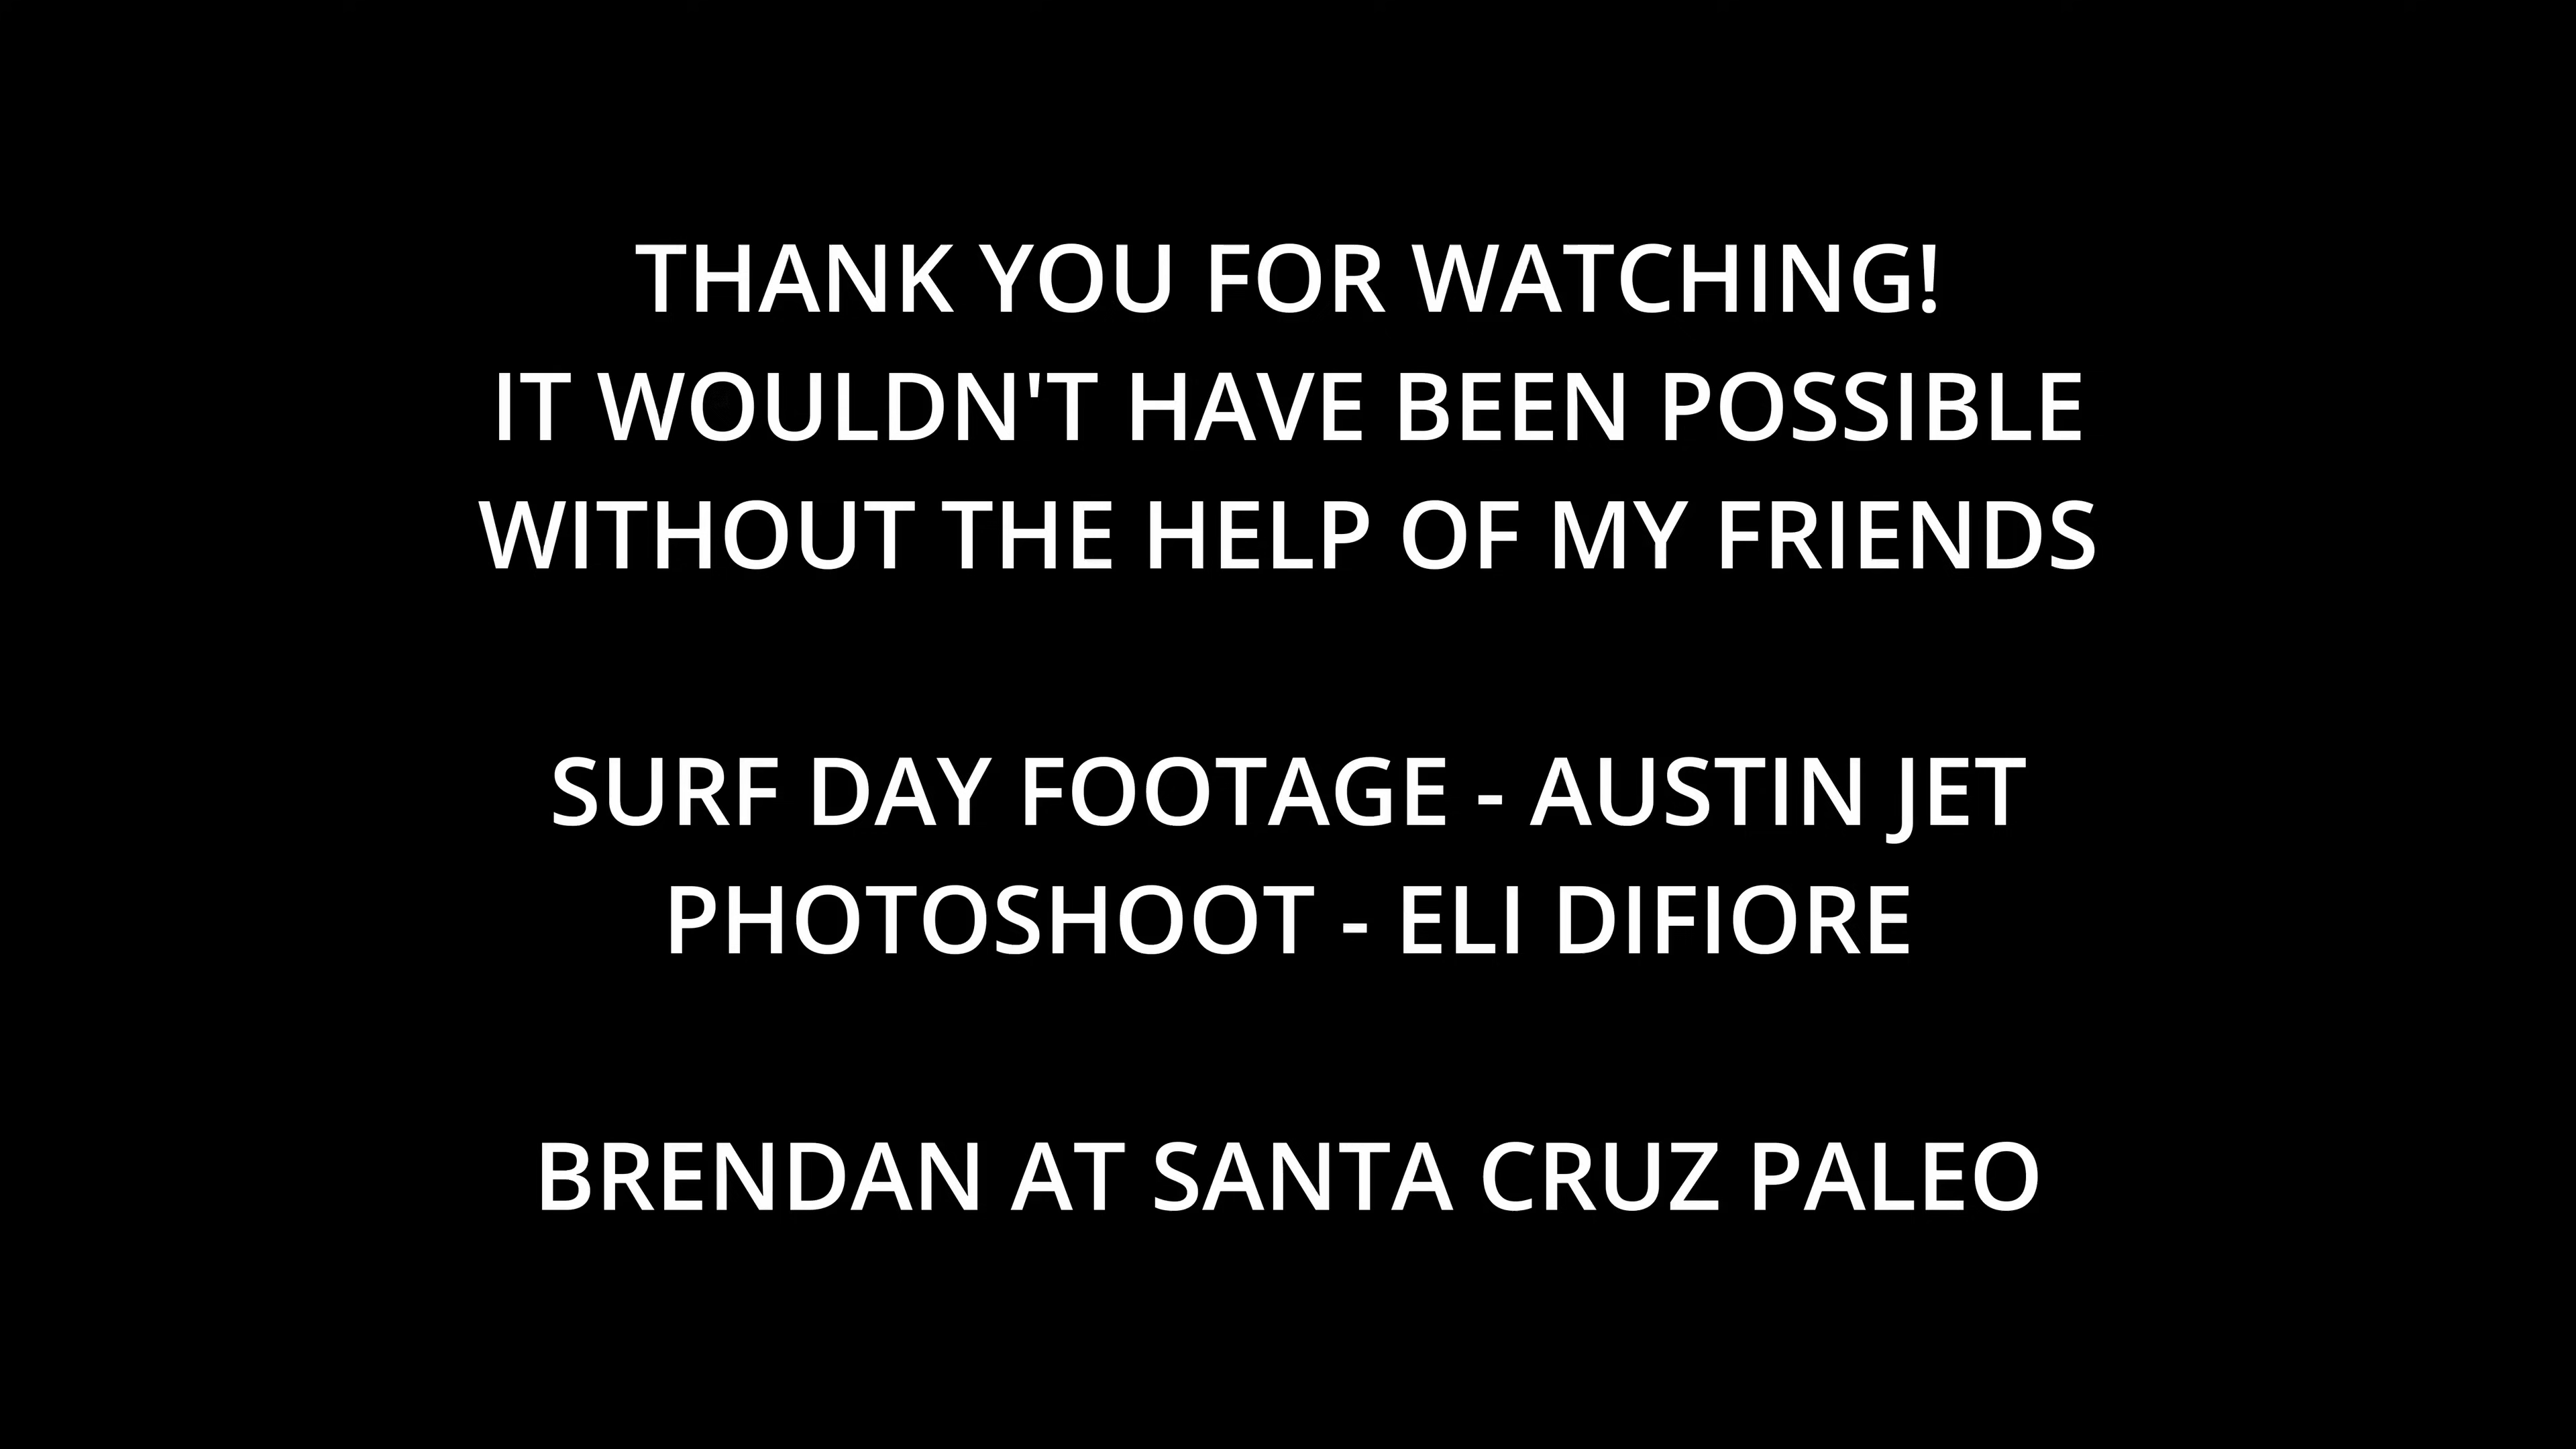 THANK YOU FOR WATCHING!
IT WOULDN'T HAVE BEEN POSSIBLE
WITHOUT THE HELP OF MY FRIENDS
SURF DAY FOOTAGE - AUSTIN JET
PHOTOSHOOT - ELI DIFIORE
BRENDAN AT SANTA CRUZ PALEO